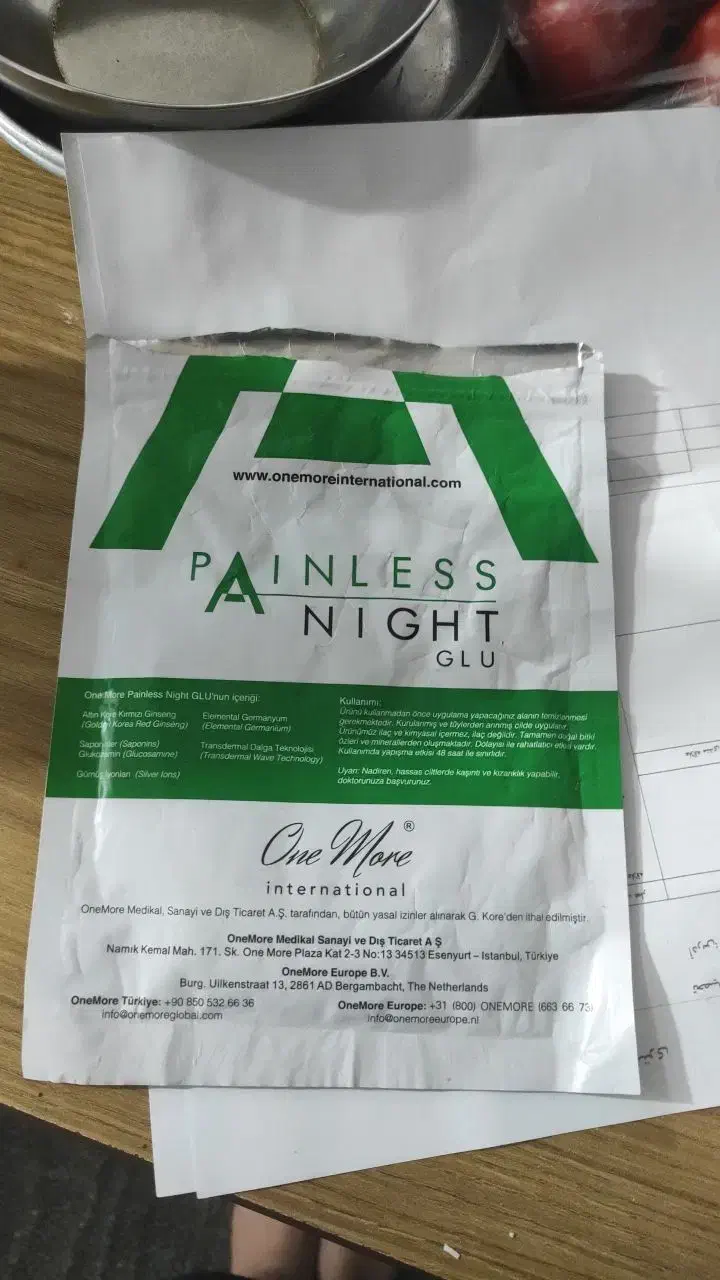 www.onemoreinternational.com
PAINLESS
NIGHT
GLU
One More Painless Night GLU'nun içeriği:
Altın Kore Kırmızı Ginseng
(Golden Korea Red Ginseng)
Saponinler (Saponins)
Glukozamin (Glucosamine)
Gümüş İyonları (Silver Ions)
Elemental Germanyum
(Elemental Germanium)
Transdermal Dalga Teknolojisi
(Transdermal Wave Technology)
Kullanımı:
Ürünü kullanmadan önce uygulama yapacağınız alanın temizlenmesi
gerekmektedir. Kurulanmış ve tüylerden arınmış cilde uygulanır.
Ürünümüz ilaç ve kimyasal içermez, ilaç değildir. Tamamen doğal bitki
özleri ve minerallerden oluşmaktadır. Dolayısı ile rahatlatıcı etkisi vardır.
Kullanımda yapışma etkisi 48 saat ile sınırlıdır.
Uyarı: Nadiren, hassas ciltlerde kaşıntı ve kızarıklık yapabilir,
doktorunuza başvurunuz.
One More ®
international
OneMore Medikal, Sanayi ve Dış Ticaret A.Ş. tarafından, bütün yasal izinler alınarak G. Kore'den ithal edilmiştir.
OneMore Medikal Sanayi ve Dış Ticaret A Ş
Namık Kemal Mah. 171. Sk. One More Plaza Kat 2-3 No:13 34513 Esenyurt – Istanbul, Türkiye
OneMore Europe B.V.
Burg. Uilkenstraat 13, 2861 AD Bergambacht, The Netherlands
OneMore Türkiye: +90 850 532 66 36
info@onemoreglobal.com
OneMore Europe: +31 (800) ONEMORE (663 66 73)
info@onemoreeurope.nl